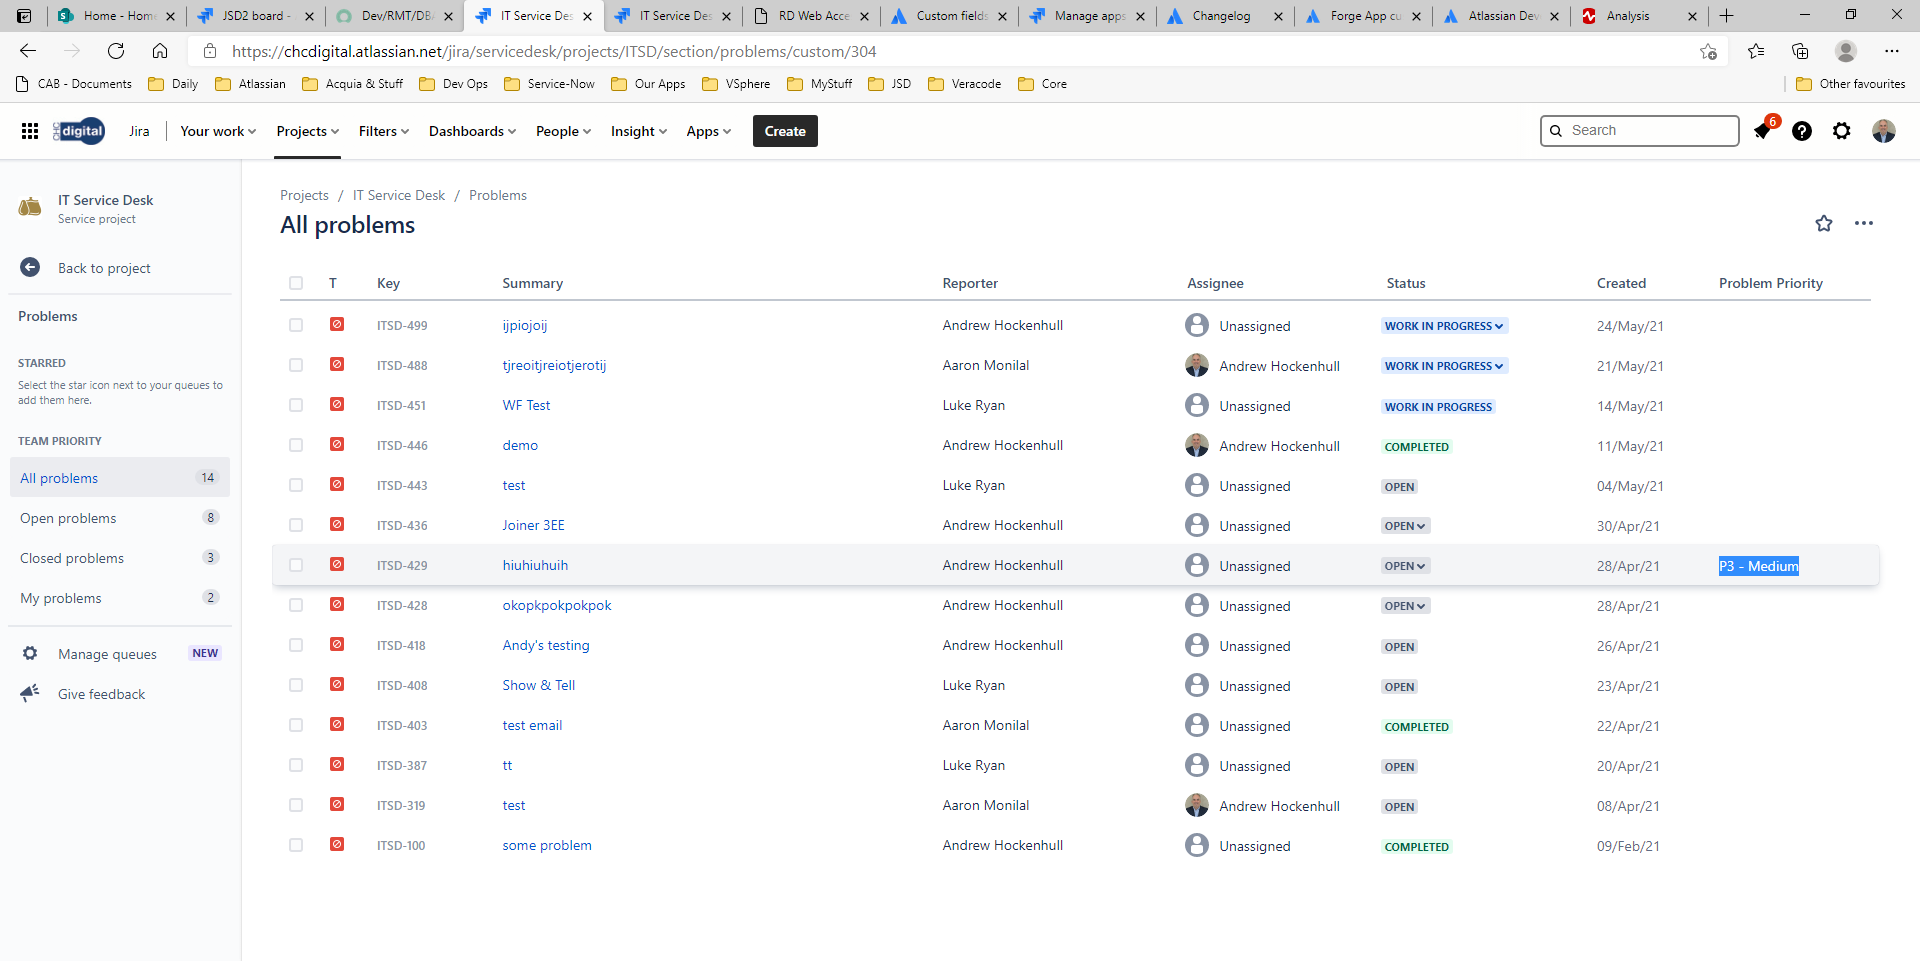 Home - Hom
JSD2 board -
Dev/RMT/DBA
IT Service Des
IT Service Des
RD Web Acce
Custom fields
Manage apps
Changelog
Forge App cu
Atlassian Dev
Analysis
https://chcdigital.atlassian.net/jira/servicedesk/projects/ITSD/section/problems/custom/304
CAB - Documents
Daily
Atlassian
Acquia & Stuff
Dev Ops
Service-Now
Our Apps
VSphere
MyStuff
JSD
Veracode
Core
Other favourites
CHC digital
Jira
Your work
Projects
Filters
Dashboards
People
Insight
Apps
Create
Search
6
IT Service Desk
Service project
Back to project
Problems
STARRED
Select the star icon next to your queues to
add them here.
TEAM PRIORITY
All problems 14
Open problems 8
Closed problems 3
My problems 2
Manage queues NEW
Give feedback
Projects / IT Service Desk / Problems
All problems
T Key Summary Reporter Assignee Status Created Problem Priority
ITSD-499 ijpiojoij Andrew Hockenhull Unassigned WORK IN PROGRESS 24/May/21
ITSD-488 tjreoitjreiotjerotij Aaron Monilal Andrew Hockenhull WORK IN PROGRESS 21/May/21
ITSD-451 WF Test Luke Ryan Unassigned WORK IN PROGRESS 14/May/21
ITSD-446 demo Andrew Hockenhull Andrew Hockenhull COMPLETED 11/May/21
ITSD-443 test Luke Ryan Unassigned OPEN 04/May/21
ITSD-436 Joiner 3EE Andrew Hockenhull Unassigned OPEN 30/Apr/21
ITSD-429 hiuhiuhuih Andrew Hockenhull Unassigned OPEN 28/Apr/21 P3 - Medium
ITSD-428 okopkpokpokpok Andrew Hockenhull Unassigned OPEN 28/Apr/21
ITSD-418 Andy's testing Andrew Hockenhull Unassigned OPEN 26/Apr/21
ITSD-408 Show & Tell Luke Ryan Unassigned OPEN 23/Apr/21
ITSD-403 test email Aaron Monilal Unassigned COMPLETED 22/Apr/21
ITSD-387 tt Luke Ryan Unassigned OPEN 20/Apr/21
ITSD-319 test Aaron Monilal Andrew Hockenhull OPEN 08/Apr/21
ITSD-100 some problem Andrew Hockenhull Unassigned COMPLETED 09/Feb/21